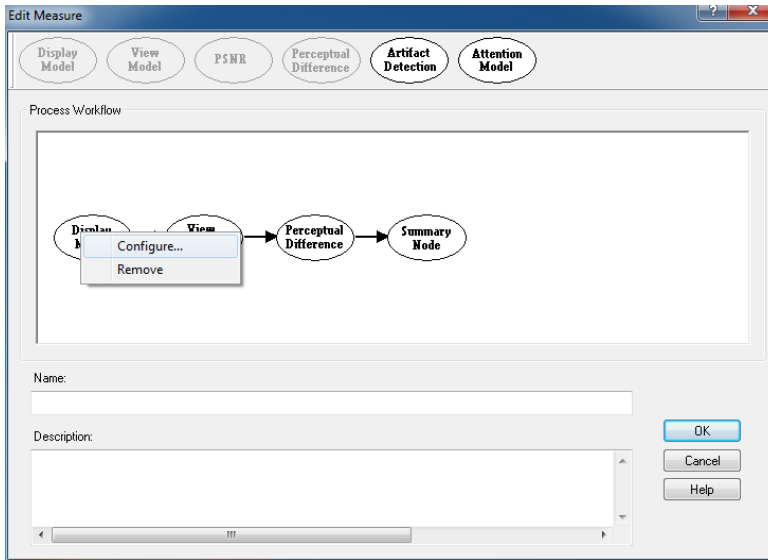 Edit Measure
Display
Model
View
Model
PSNR
Perceptual
Difference
Artifact
Detection
Attention
Model
Process Workflow
Display
View
Perceptual
Difference
Summary
Node
Configure...
Remove
Name:
Description:
OK
Cancel
Help